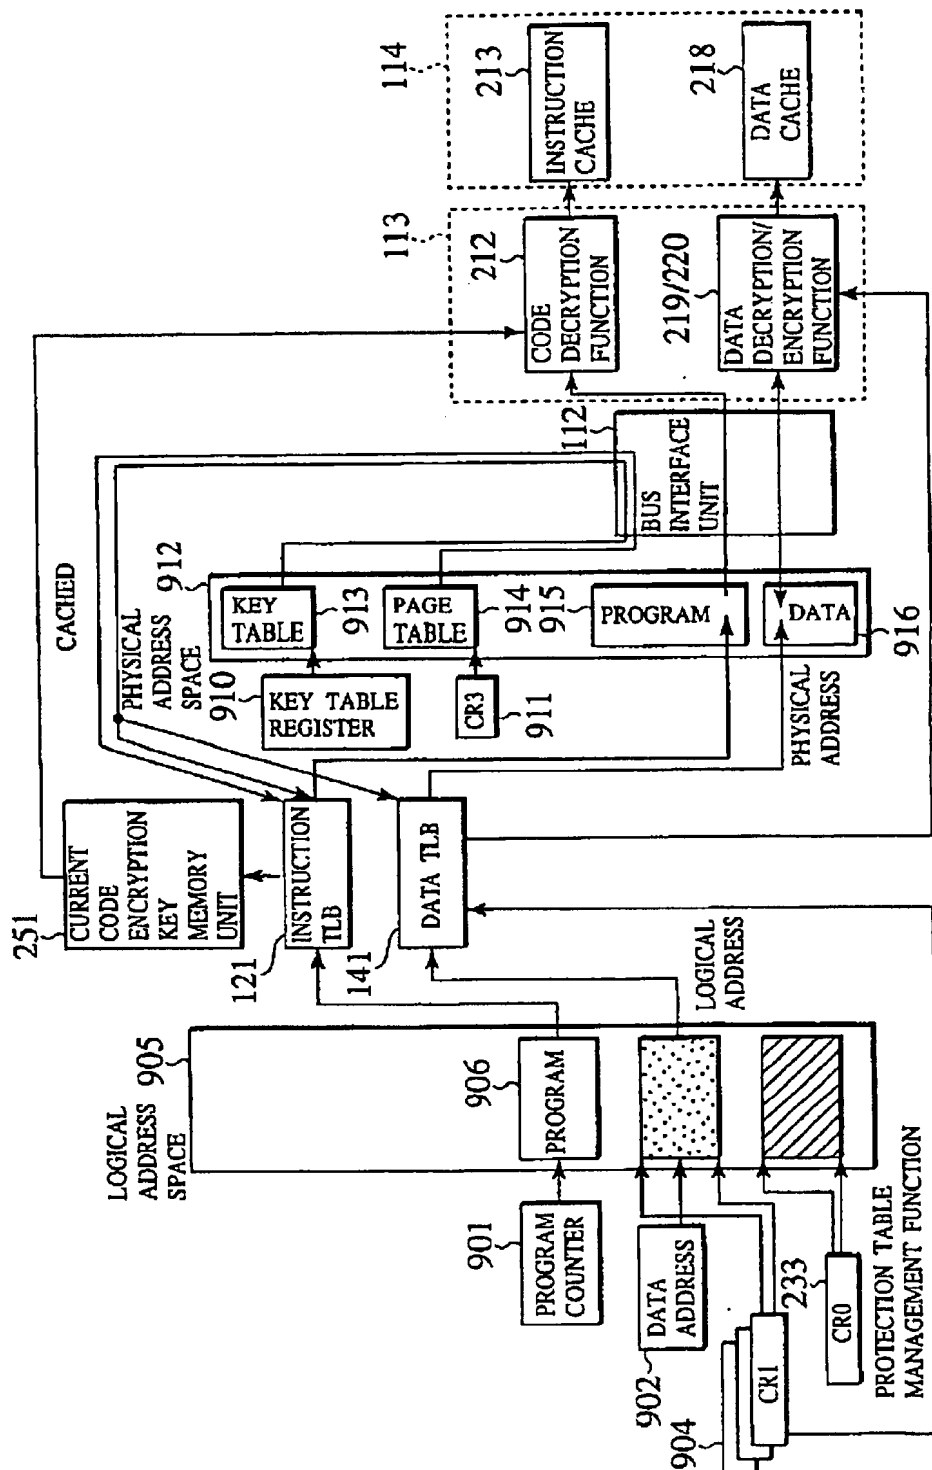 114
213
INSTRUCTION
CACHE
218
DATA
CACHE
113
212
CODE
DECRYPTION
FUNCTION
219/220
DATA
DECRYPTION/
ENCRYPTION
FUNCTION
112
BUS
INTERFACE
UNIT
CACHED
PHYSICAL
ADDRESS
SPACE
912
KEY
TABLE
913
PAGE
TABLE
914
915
PROGRAM
DATA
916
910
KEY TABLE
REGISTER
CR3
911
PHYSICAL
ADDRESS
251
CURRENT
CODE
ENCRYPTION
KEY
MEMORY
UNIT
121
INSTRUCTION
TLB
141
DATA TLB
LOGICAL
ADDRESS
LOGICAL
ADDRESS
SPACE
905
906
PROGRAM
901
PROGRAM
COUNTER
902
DATA
ADDRESS
904
CR1
233
CR0
PROTECTION TABLE
MANAGEMENT FUNCTION